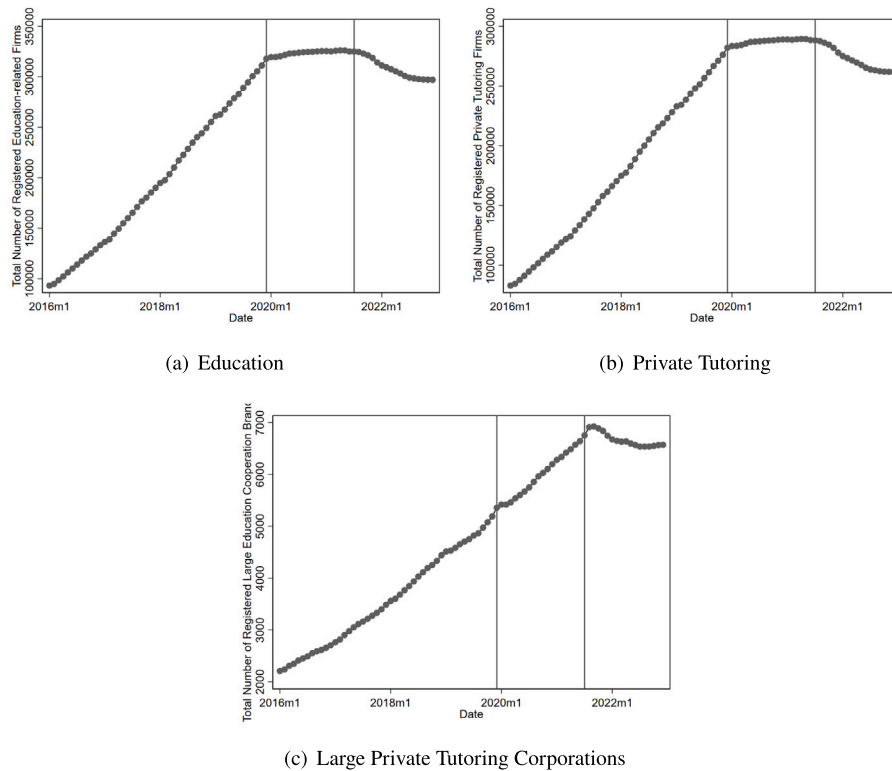 Total Number of Registered Education-related Firms
350000
300000
250000
200000
150000
100000
2016m1 2018m1 2020m1 2022m1
Date
(a) Education
Total Number of Registered Private Tutoring Firms
300000
250000
200000
150000
100000
2016m1 2018m1 2020m1 2022m1
Date
(b) Private Tutoring
Total Number of Registered Large Education Cooperation Branc
7000
6000
5000
4000
3000
2000
2016m1 2018m1 2020m1 2022m1
Date
(c) Large Private Tutoring Corporations